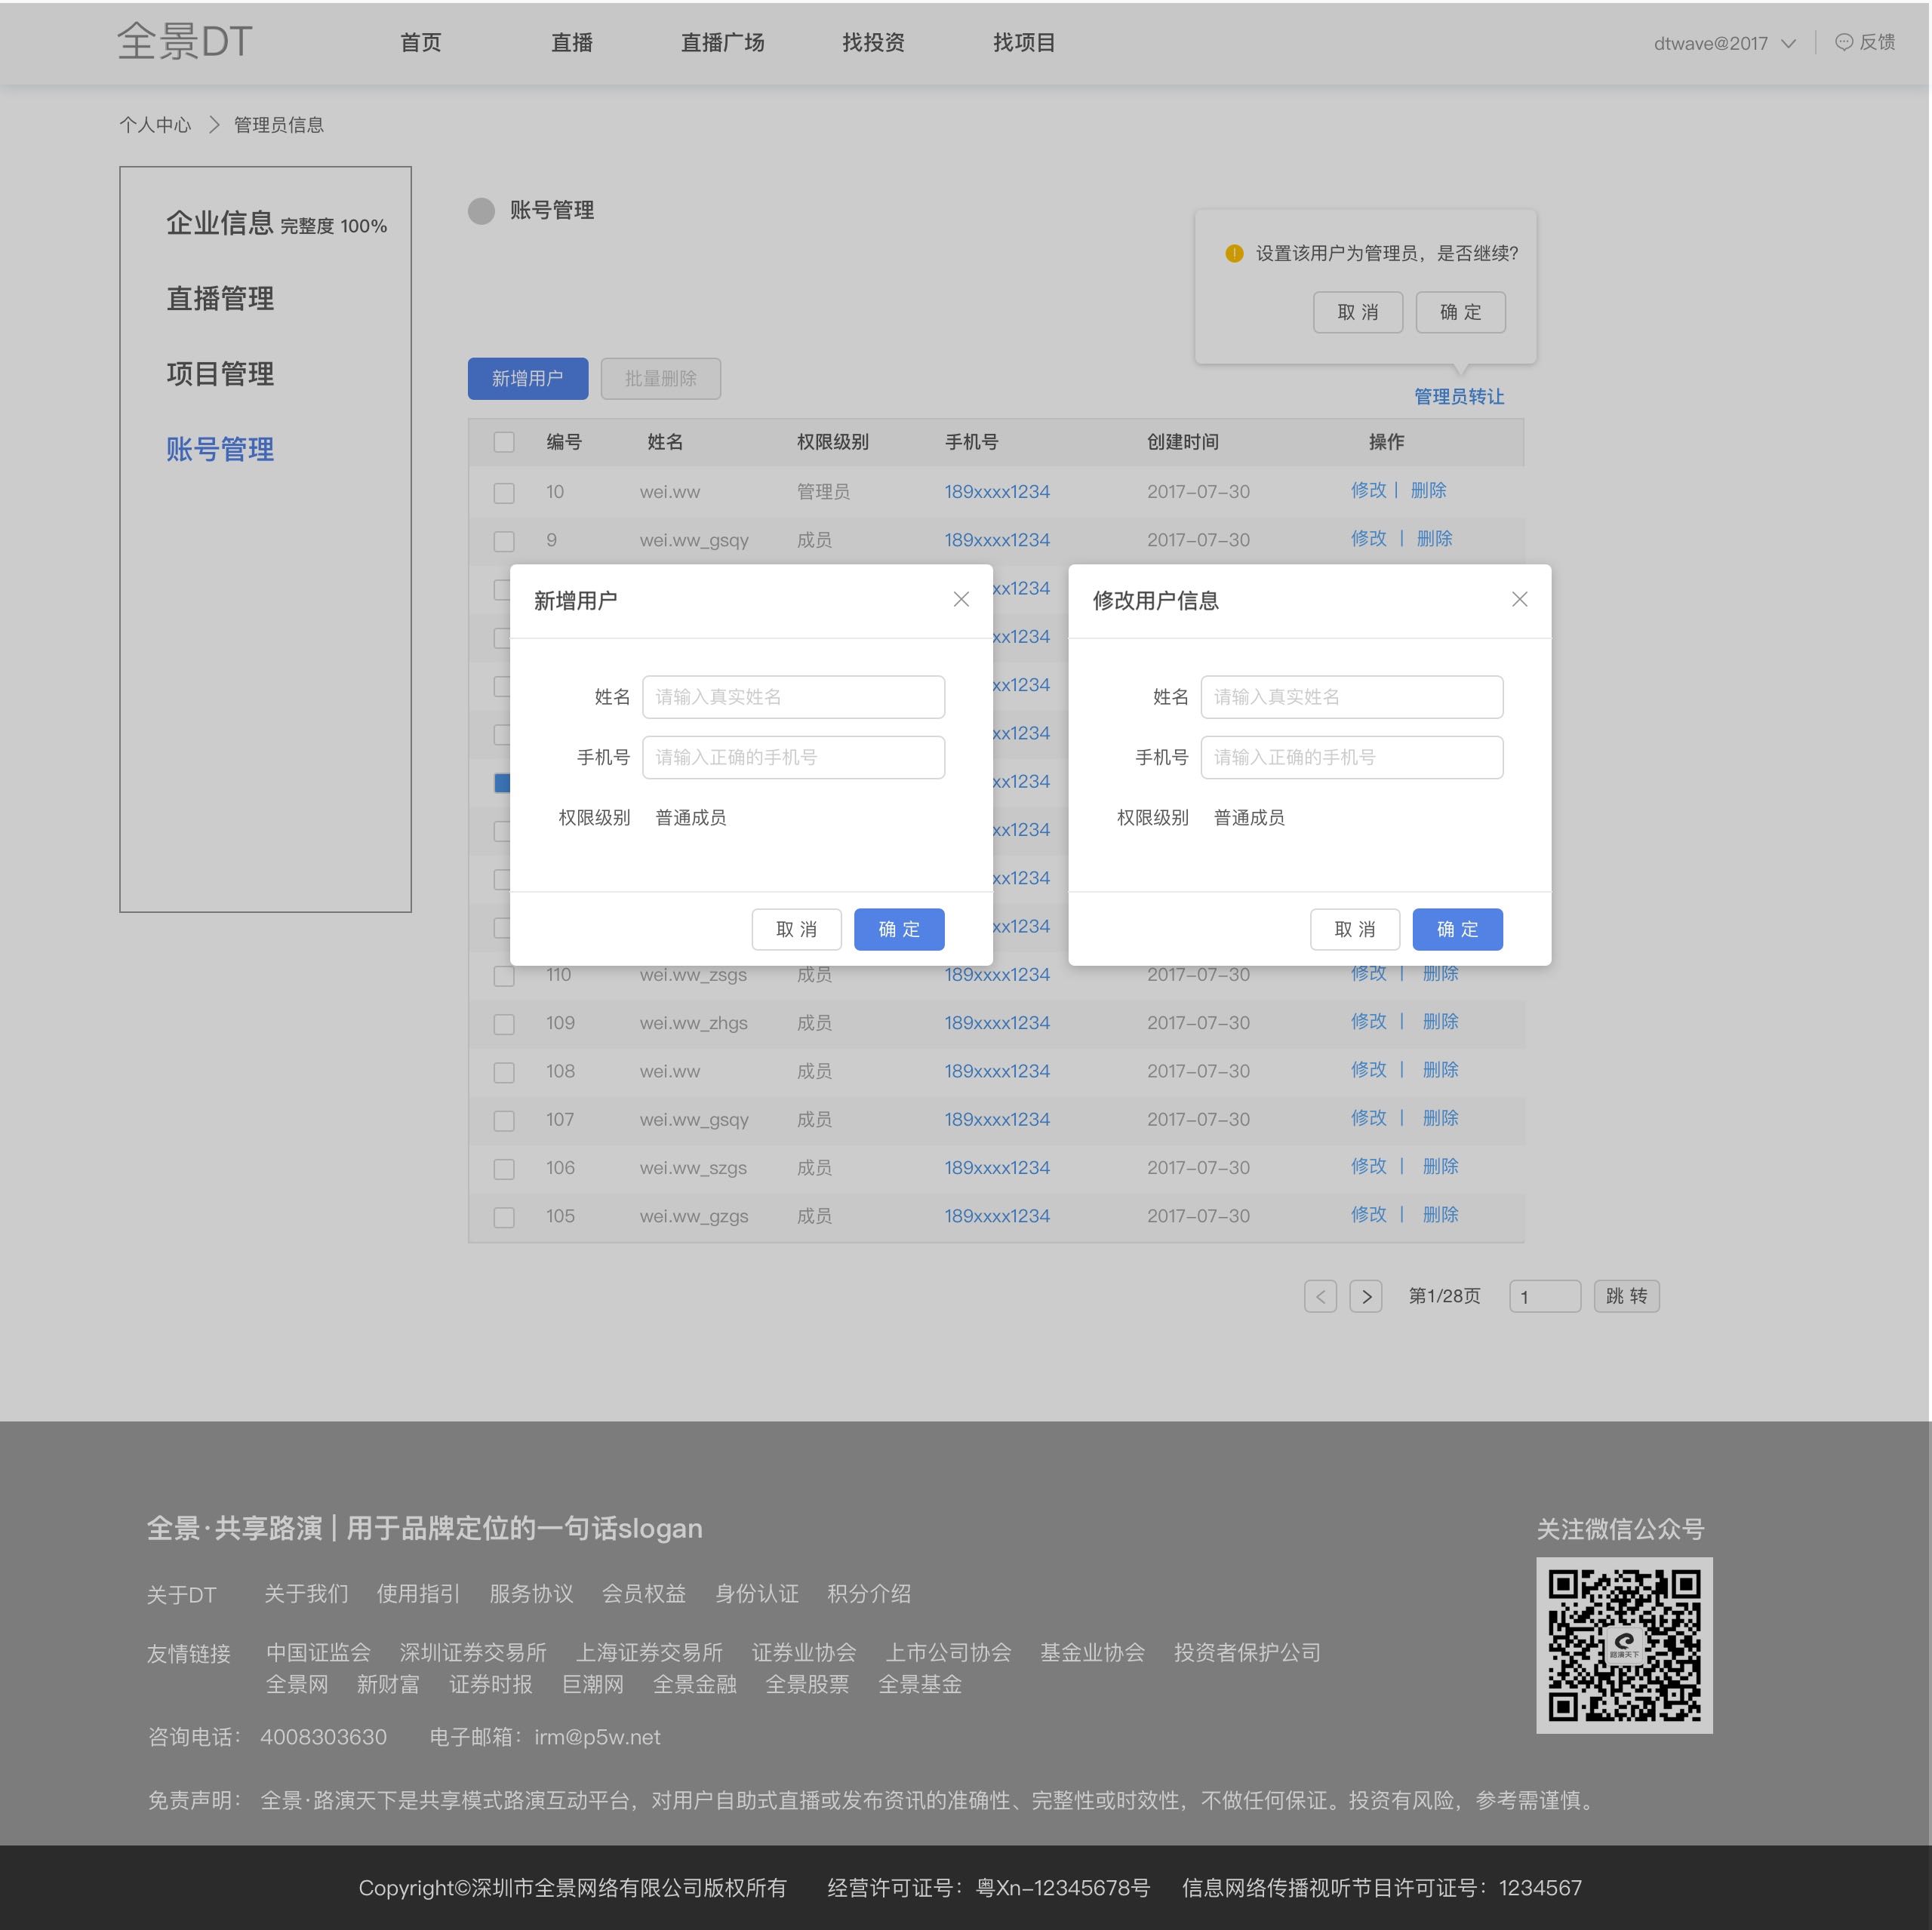 全景DT 首页 直播 直播广场 找投资 找项目 dtwave@2017 反馈
个人中心 管理员信息
企业信息 完整度 100%
直播管理
项目管理
账号管理
账号管理
设置该用户为管理员，是否继续?
取 消 确 定
新增用户 批量删除
管理员转让
编号 姓名 权限级别 手机号 创建时间 操作
10 wei.ww 管理员 189xxxx1234 2017-07-30 修改 | 删除
9 wei.ww_gsqy 成员 189xxxx1234 2017-07-30 修改 | 删除
xx1234
xx1234
xx1234
xx1234
xx1234
xx1234
xx1234
xx1234
新增用户
姓名 请输入真实姓名
手机号 请输入正确的手机号
权限级别 普通成员
取 消 确 定
修改用户信息
姓名 请输入真实姓名
手机号 请输入正确的手机号
权限级别 普通成员
取 消 确 定
110 wei.ww_zsgs 成员 189xxxx1234 2017-07-30 修改 | 删除
109 wei.ww_zhgs 成员 189xxxx1234 2017-07-30 修改 | 删除
108 wei.ww 成员 189xxxx1234 2017-07-30 修改 | 删除
107 wei.ww_gsqy 成员 189xxxx1234 2017-07-30 修改 | 删除
106 wei.ww_szgs 成员 189xxxx1234 2017-07-30 修改 | 删除
105 wei.ww_gzgs 成员 189xxxx1234 2017-07-30 修改 | 删除
< > 第1/28页 1 跳 转
全景·共享路演 | 用于品牌定位的一句话slogan
关于DT 关于我们 使用指引 服务协议 会员权益 身份认证 积分介绍
友情链接 中国证监会 深圳证券交易所 上海证券交易所 证券业协会 上市公司协会 基金业协会 投资者保护公司
全景网 新财富 证券时报 巨潮网 全景金融 全景股票 全景基金
咨询电话： 4008303630 电子邮箱：irm@p5w.net
免责声明： 全景·路演天下是共享模式路演互动平台，对用户自助式直播或发布资讯的准确性、完整性或时效性，不做任何保证。投资有风险，参考需谨慎。
关注微信公众号
路演天下
Copyright©深圳市全景网络有限公司版权所有 经营许可证号：粤Xn-12345678号 信息网络传播视听节目许可证号：1234567